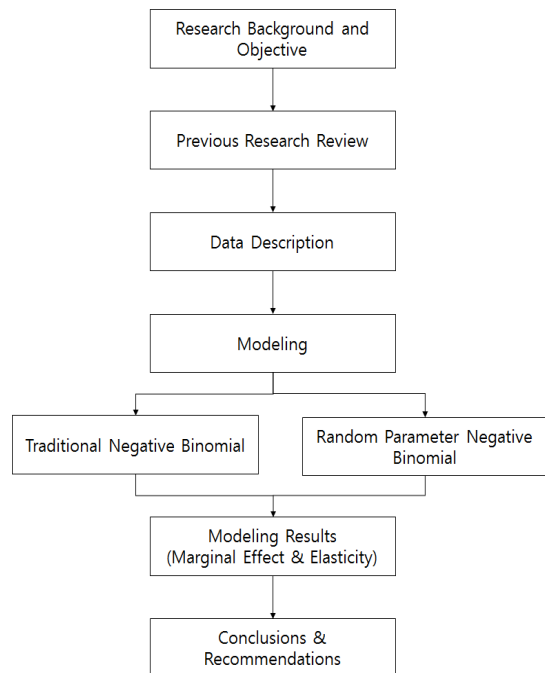 Research Background and
Objective
Previous Research Review
Data Description
Modeling
Traditional Negative Binomial
Random Parameter Negative
Binomial
Modeling Results
(Marginal Effect & Elasticity)
Conclusions &
Recommendations